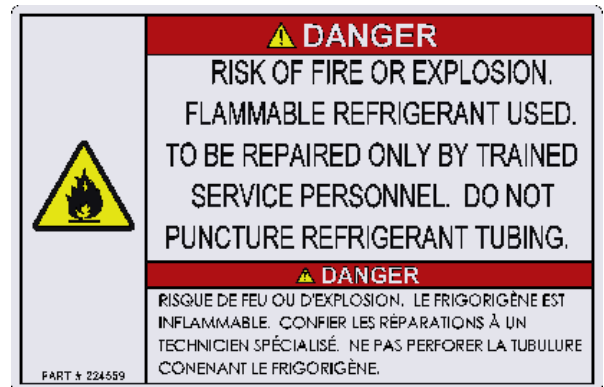 ⚠ DANGER
RISK OF FIRE OR EXPLOSION.
FLAMMABLE REFRIGERANT USED.
TO BE REPAIRED ONLY BY TRAINED
SERVICE PERSONNEL. DO NOT
PUNCTURE REFRIGERANT TUBING.
⚠ DANGER
RISQUE DE FEU OU D'EXPLOSION. LE FRIGORIGÈNE EST
INFLAMMABLE. CONFIER LES RÉPARATIONS À UN
TECHNICIEN SPÉCIALISÉ. NE PAS PERFORER LA TUBULURE
CONENANT LE FRIGORIGÈNE.
PART # 224559